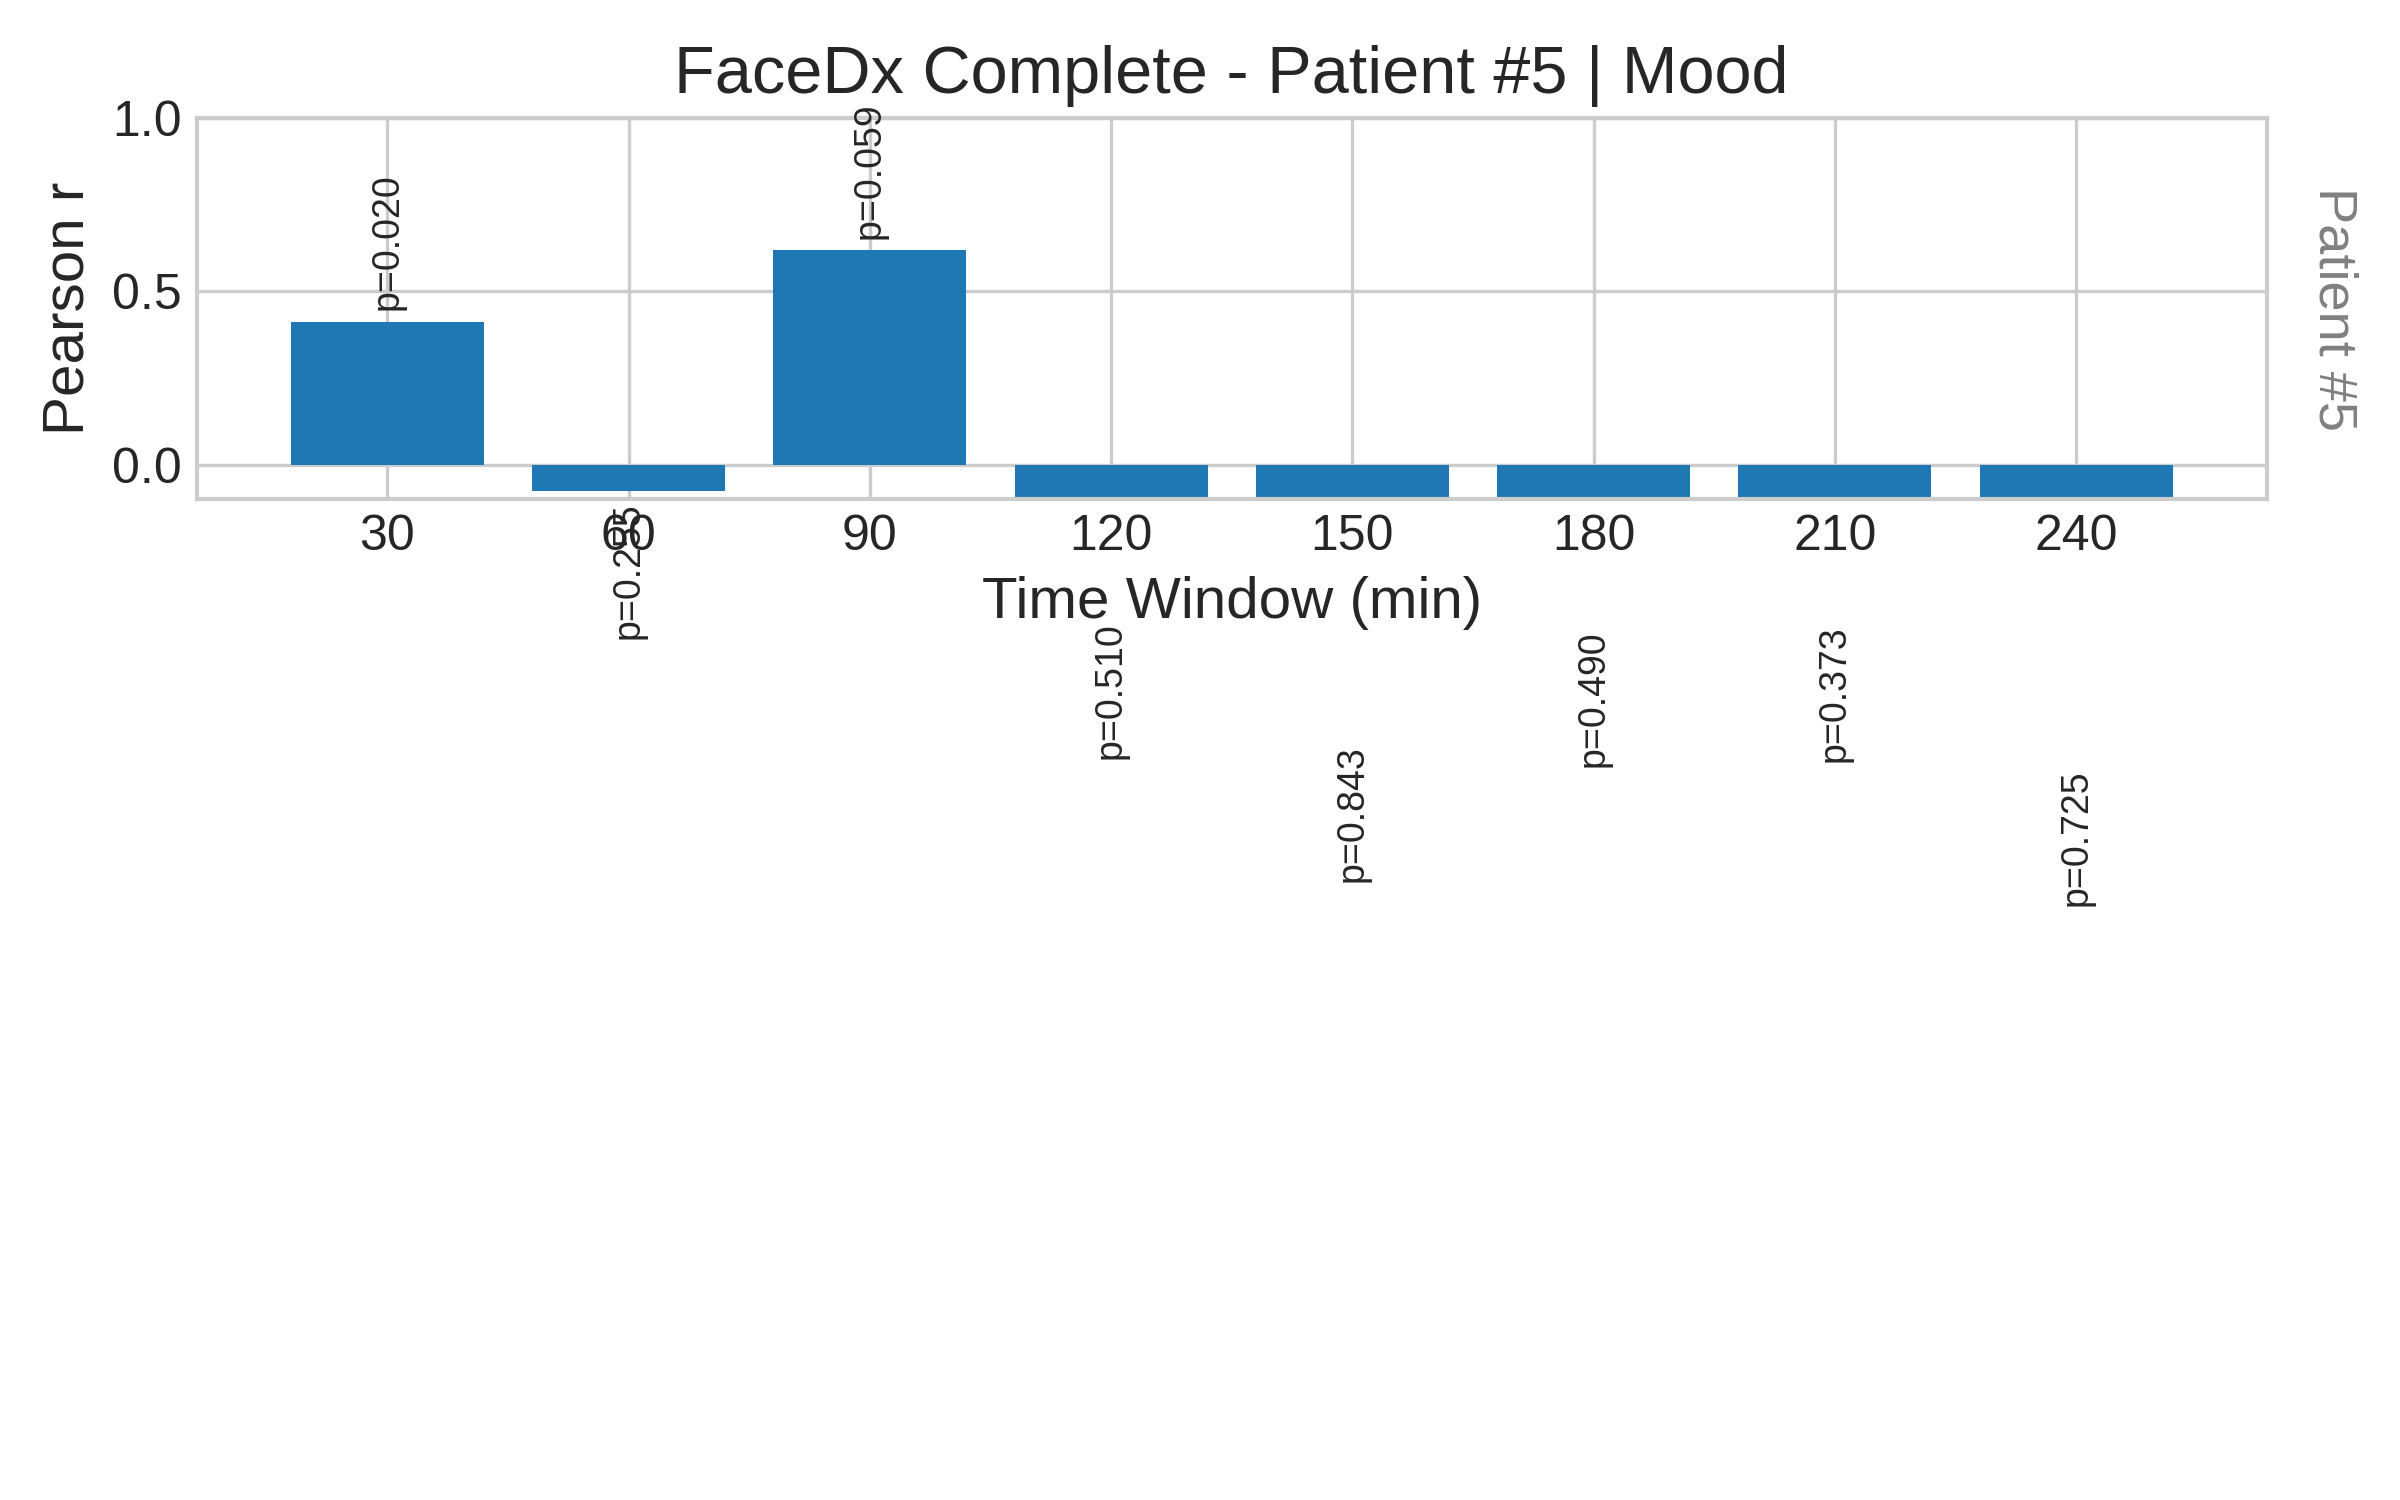 FaceDx Complete - Patient #5 | Mood
Pearson r
1.0
0.5
0.0
p=0.020
p=0.059
30
60
90
120
150
180
210
240
Time Window (min)
p=0.510
p=0.843
p=0.490
p=0.373
p=0.725
Patient #5